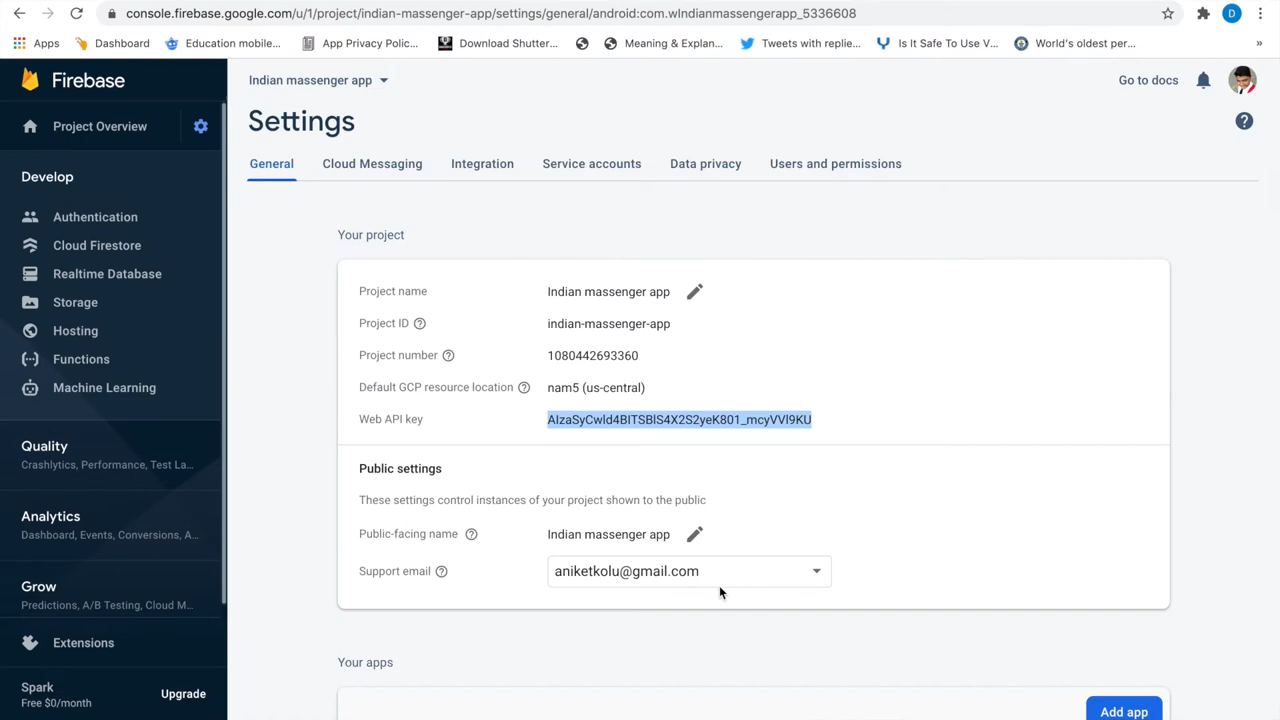 console.firebase.google.com/u/1/project/indian-massenger-app/settings/general/android:com.wIndianmassengerapp_5336608
D
Apps Dashboard Education mobile... App Privacy Polic... Download Shutter... Meaning & Explan... Tweets with replie... Is It Safe To Use V... World's oldest per... »
Firebase
Indian massenger app
Go to docs
Project Overview
Settings
General Cloud Messaging Integration Service accounts Data privacy Users and permissions
Develop
Authentication
Cloud Firestore
Realtime Database
Storage
Hosting
Functions
Machine Learning
Quality
Crashlytics, Performance, Test La...
Analytics
Dashboard, Events, Conversions, A...
Grow
Predictions, A/B Testing, Cloud M...
Extensions
Spark
Free $0/month
Upgrade
Your project
Project name Indian massenger app
Project ID indian-massenger-app
Project number 1080442693360
Default GCP resource location nam5 (us-central)
Web API key AIzaSyCwld4BITSBlS4X2S2yeK801_mcyVVl9KU
Public settings
These settings control instances of your project shown to the public
Public-facing name Indian massenger app
Support email aniketkolu@gmail.com
Your apps
Add app